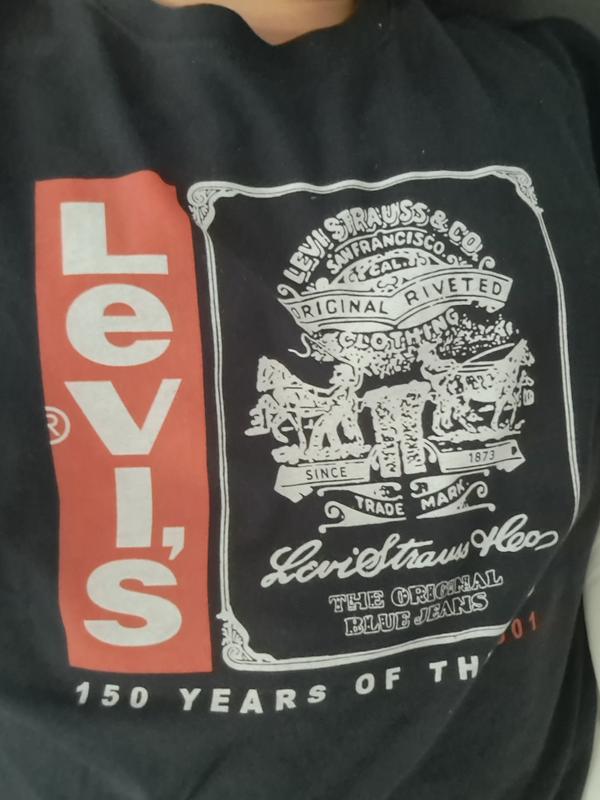 Levi's
®
LEVI STRAUSS & CO.
SAN FRANCISCO,
CAL.
ORIGINAL RIVETED
CLOTHING
SINCE 1873
TRADE MARK.
Levi Strauss & Co
THE ORIGINAL
BLUE JEANS
150 YEARS OF TH 501